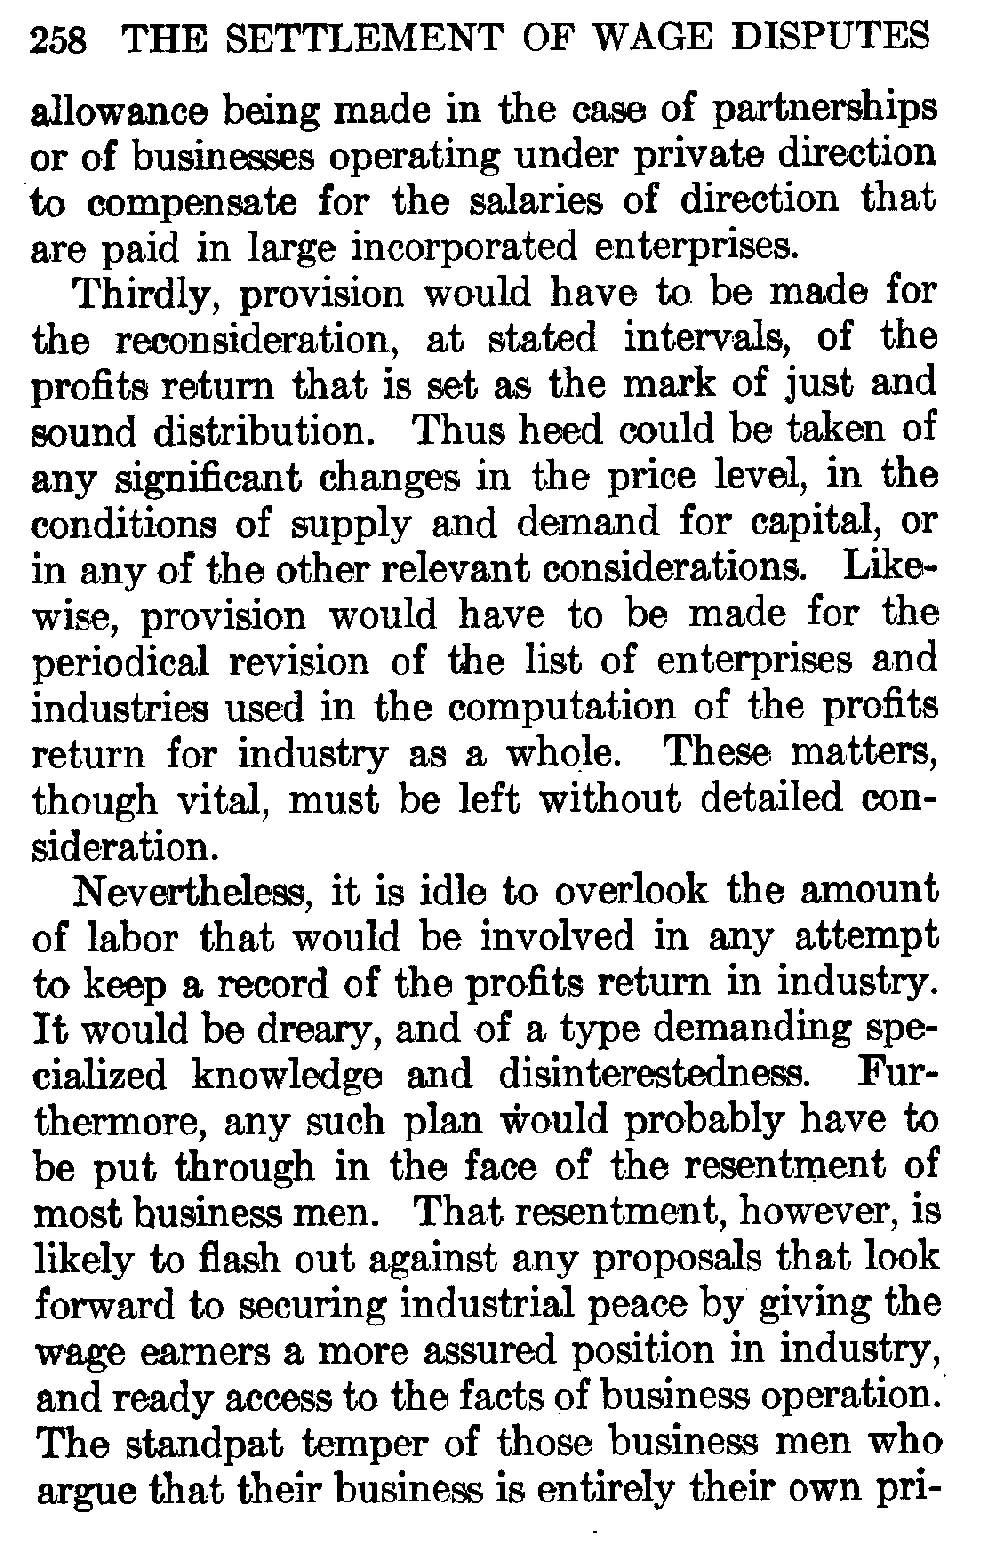 258 THE SETTLEMENT OF WAGE DISPUTES
allowance being made in the case of partnerships
or of businesses operating under private direction
to compensate for the salaries of direction that
are paid in large incorporated enterprises.
Thirdly, provision would have to be made for
the reconsideration, at stated intervals, of the
profits return that is set as the mark of just and
sound distribution. Thus heed could be taken of
any significant changes in the price level, in the
conditions of supply and demand for capital, or
in any of the other relevant considerations. Like-
wise, provision would have to be made for the
periodical revision of the list of enterprises and
industries used in the computation of the profits
return for industry as a whole. These matters,
though vital, must be left without detailed con-
sideration.
Nevertheless, it is idle to overlook the amount
of labor that would be involved in any attempt
to keep a record of the profits return in industry.
It would be dreary, and of a type demanding spe-
cialized knowledge and disinterestedness. Fur-
thermore, any such plan would probably have to
be put through in the face of the resentment of
most business men. That resentment, however, is
likely to flash out against any proposals that look
forward to securing industrial peace by giving the
wage earners a more assured position in industry,
and ready access to the facts of business operation.
The standpat temper of those business men who
argue that their business is entirely their own pri-